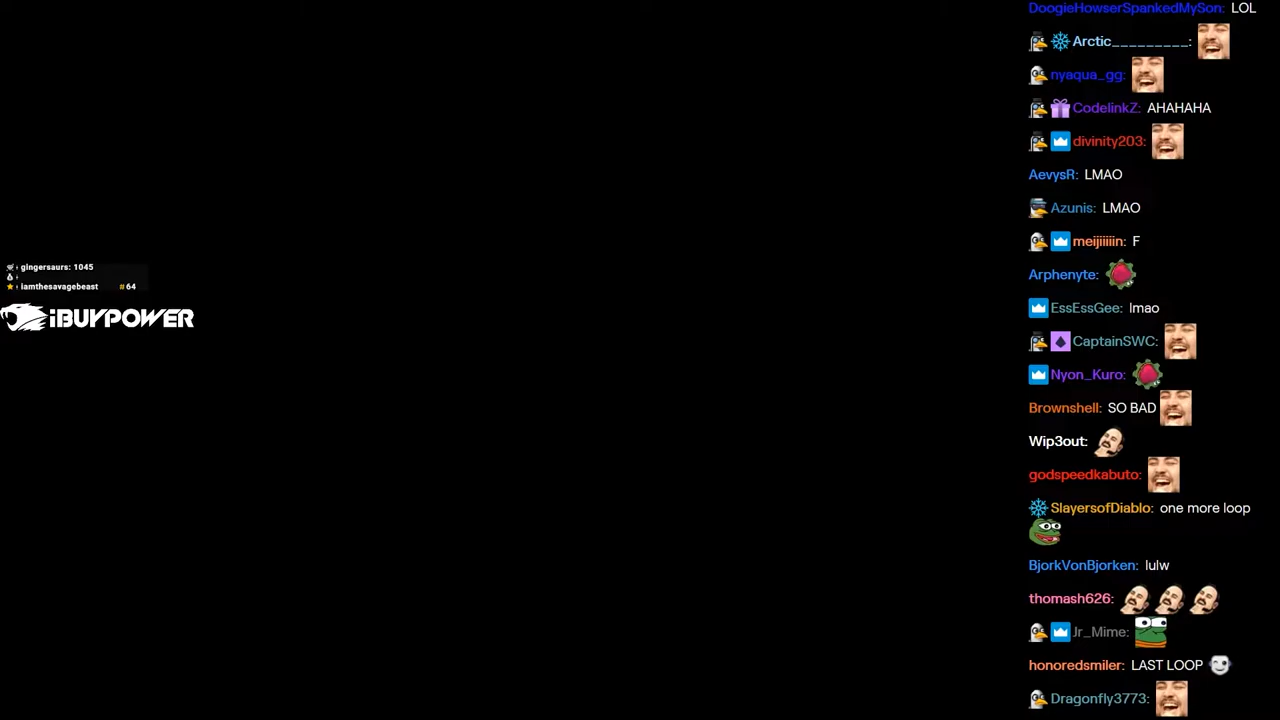 DoogieHowserSpankedMySon: LOL
Arctic_________:
nyaqua_gg:
CodelinkZ: AHAHAHA
divinity203:
AevysR: LMAO
Azunis: LMAO
gingersaurs: 1045
iamthesavagebeast #64
iBUYPOWER
meijiiiiin: F
Arphenyte:
EssEssGee: lmao
CaptainSWC:
Nyon_Kuro:
Brownshell: SO BAD
Wip3out:
godspeedkabuto:
SlayersofDiablo: one more loop
BjorkVonBjorken: lulw
thomash626:
Jr_Mime:
honoredsmiler: LAST LOOP
Dragonfly3773: